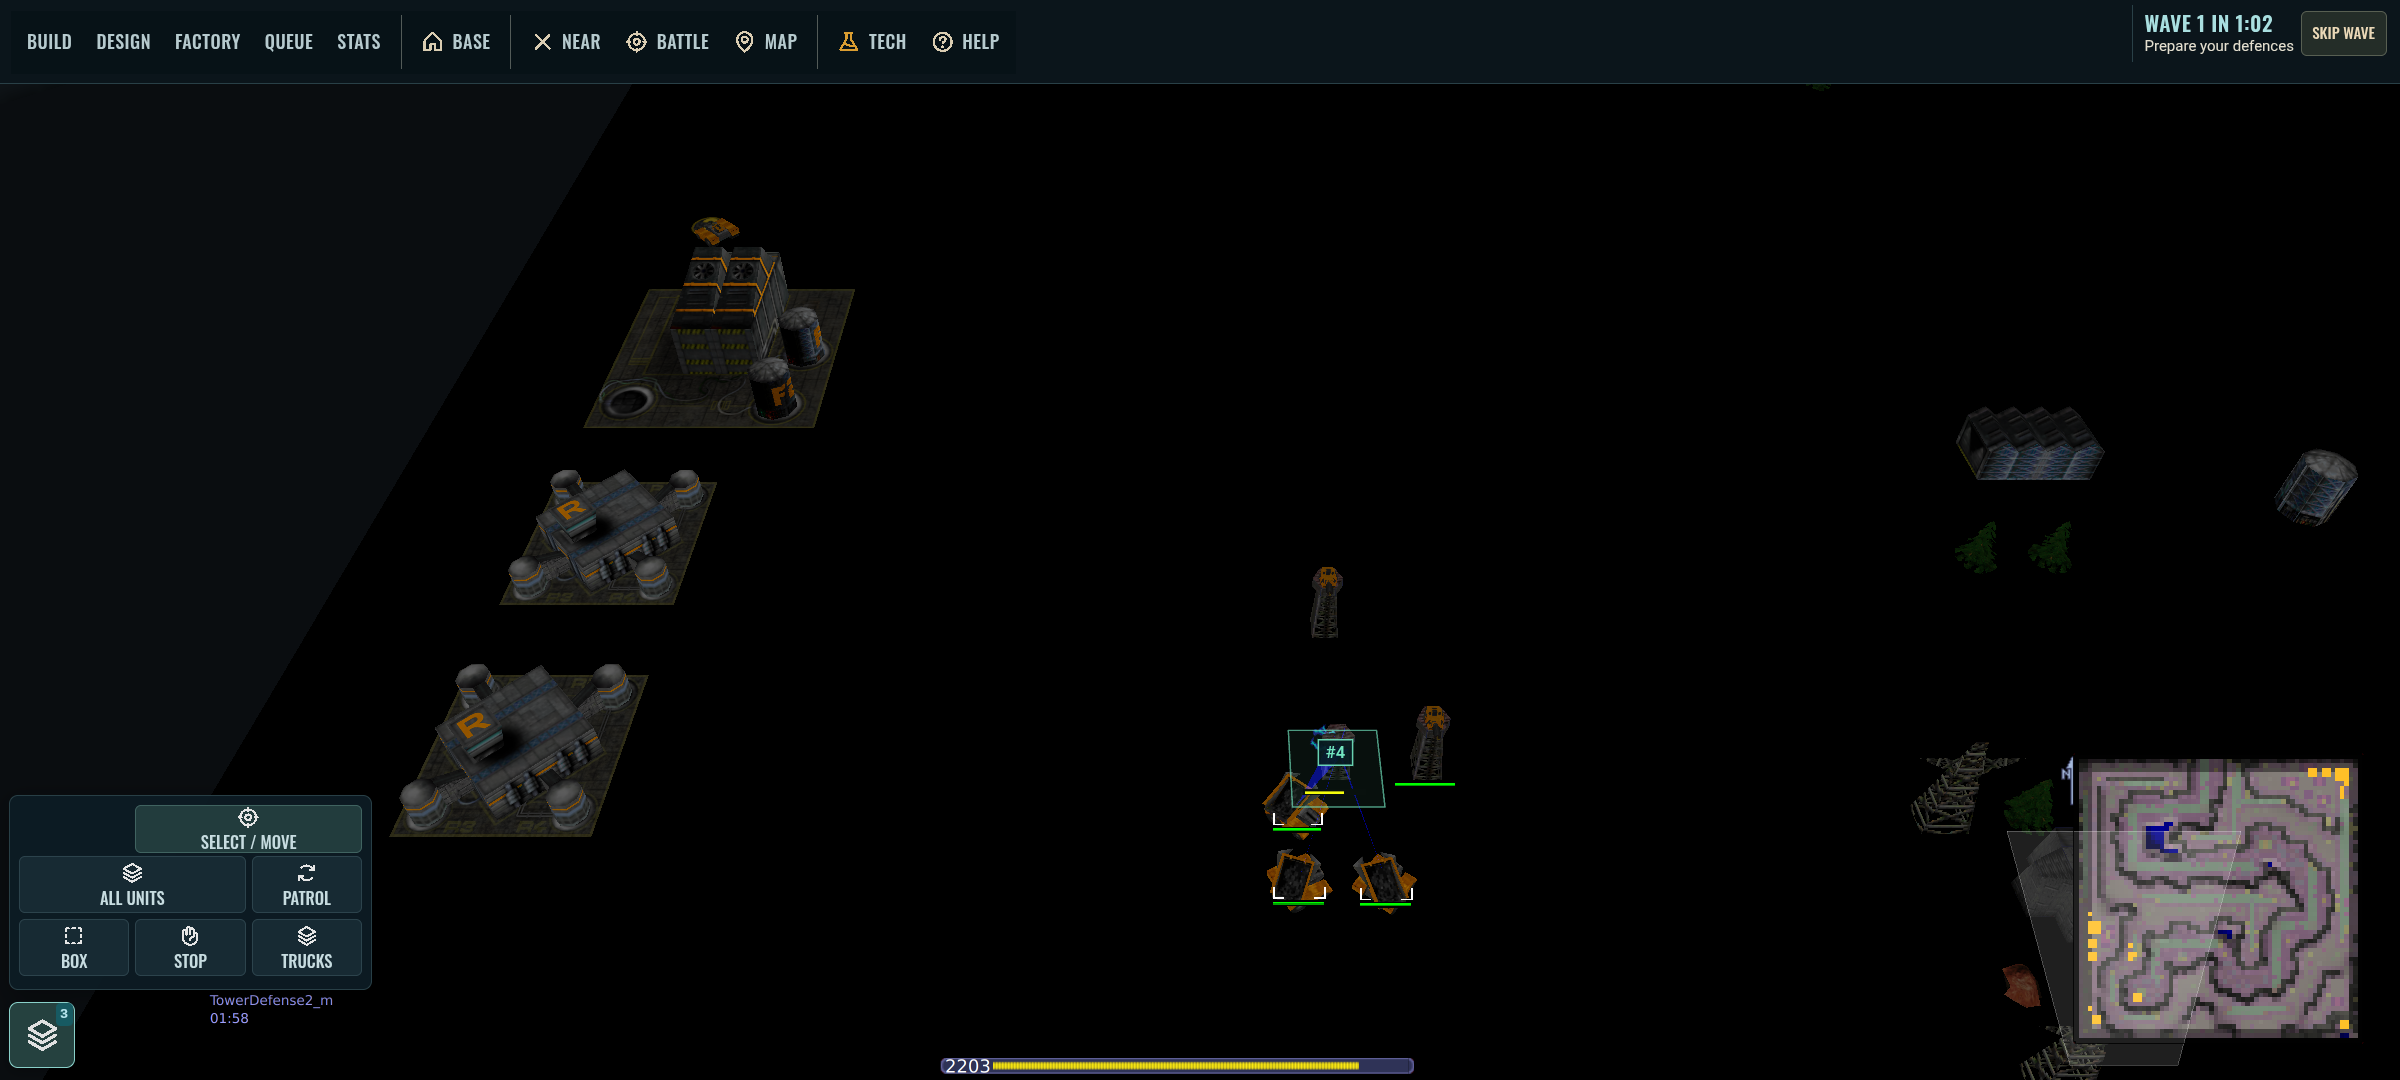 BUILD DESIGN FACTORY QUEUE STATS BASE NEAR BATTLE MAP TECH HELP
WAVE 1 IN 1:02
Prepare your defences
SKIP WAVE
R
R
#4
N
SELECT / MOVE
ALL UNITS PATROL
BOX STOP TRUCKS
3
TowerDefense2_m
01:58
2203